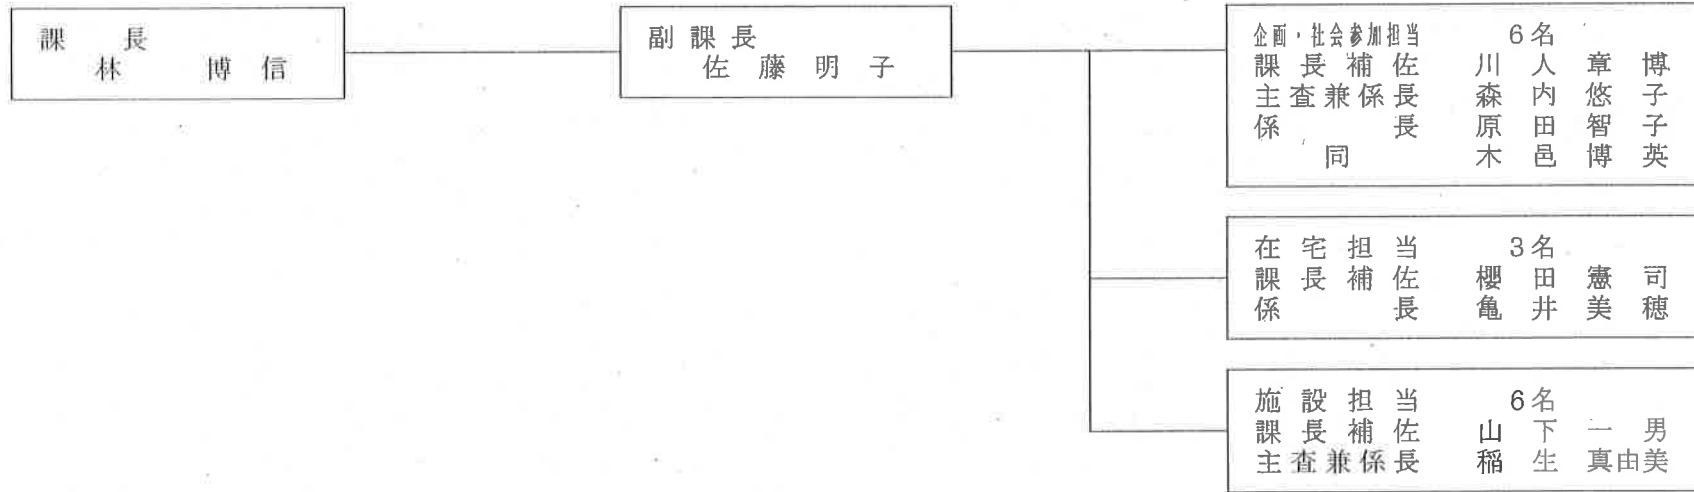 課長
林 博信
副課長
佐藤明子
企画・社会参加担当 6名
課長補佐 川人章博
主査兼係長 森内悠子
係長 原田智子
同 木邑博英
在宅担当 3名
課長補佐 櫻田憲司
係長 亀井美穂
施設担当 6名
課長補佐 山下一男
主査兼係長 稲生真由美